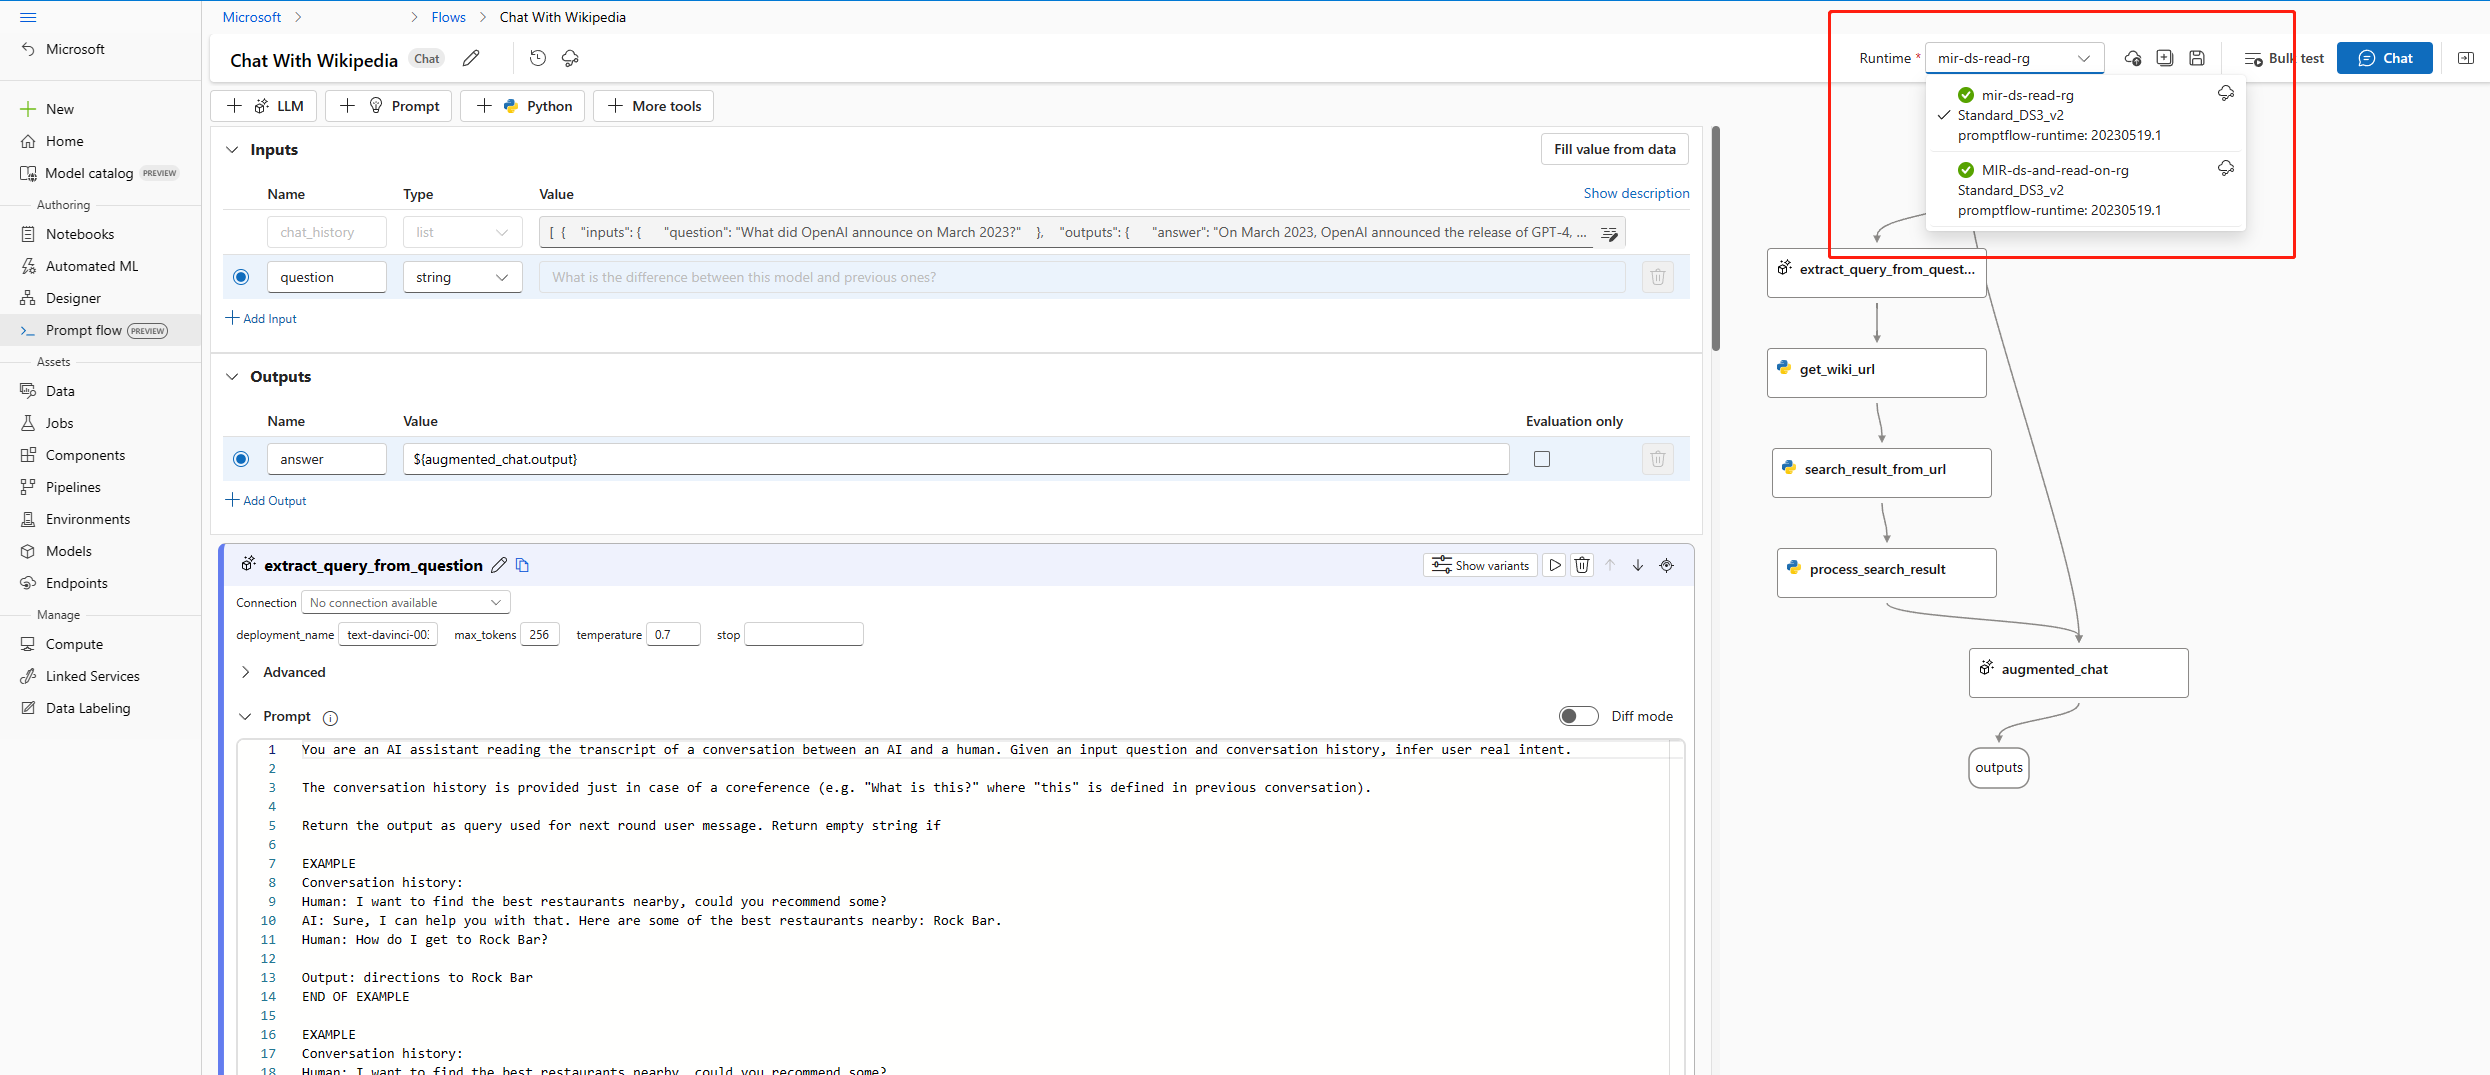 Microsoft
New
Home
Model catalog PREVIEW
Authoring
Notebooks
Automated ML
Designer
Prompt flow PREVIEW
Assets
Data
Jobs
Components
Pipelines
Environments
Models
Endpoints
Manage
Compute
Linked Services
Data Labeling
Microsoft > > Flows > Chat With Wikipedia
Chat With Wikipedia Chat
Runtime * mir-ds-read-rg
Bulk test
Chat
mir-ds-read-rg
Standard_DS3_v2
promptflow-runtime: 20230519.1
MIR-ds-and-read-on-rg
Standard_DS3_v2
promptflow-runtime: 20230519.1
+ LLM + Prompt + Python + More tools
Inputs
Fill value from data
Name Type Value
Show description
chat_history list [ { "inputs": { "question": "What did OpenAI announce on March 2023?" }, "outputs": { "answer": "On March 2023, OpenAI announced the release of GPT-4, ...
question string What is the difference between this model and previous ones?
+ Add Input
Outputs
Name Value Evaluation only
answer ${augmented_chat.output}
+ Add Output
extract_query_from_question
Show variants
Connection No connection available
deployment_name text-davinci-003 max_tokens 256 temperature 0.7 stop
Advanced
Prompt
Diff mode
1 You are an AI assistant reading the transcript of a conversation between an AI and a human. Given an input question and conversation history, infer user real intent.
2
3 The conversation history is provided just in case of a coreference (e.g. "What is this?" where "this" is defined in previous conversation).
4
5 Return the output as query used for next round user message. Return empty string if
6
7 EXAMPLE
8 Conversation history:
9 Human: I want to find the best restaurants nearby, could you recommend some?
10 AI: Sure, I can help you with that. Here are some of the best restaurants nearby: Rock Bar.
11 Human: How do I get to Rock Bar?
12
13 Output: directions to Rock Bar
14 END OF EXAMPLE
15
16 EXAMPLE
17 Conversation history:
18 Human: I want to find the best restaurants nearby, could you recommend some?
extract_query_from_quest...
get_wiki_url
search_result_from_url
process_search_result
augmented_chat
outputs